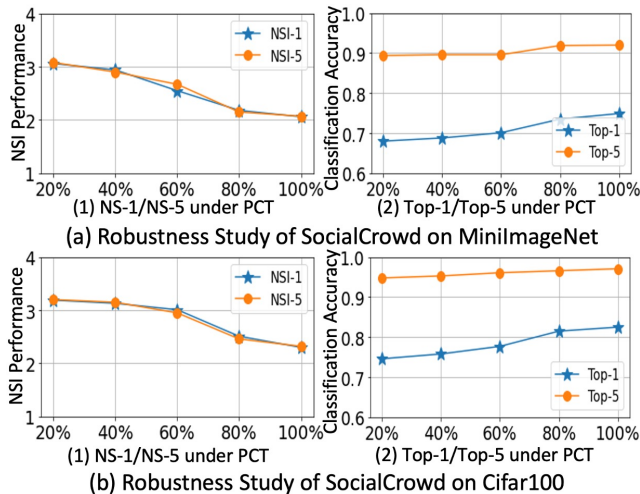 NSI Performance
4
3
2
1
NSI-1
NSI-5
20% 40% 60% 80% 100%
(1) NS-1/NS-5 under PCT
Classification Accuracy
1.0
0.9
0.8
0.7
0.6
Top-1
Top-5
20% 40% 60% 80% 100%
(2) Top-1/Top-5 under PCT
(a) Robustness Study of SocialCrowd on MiniImageNet
NSI Performance
4
3
2
1
NSI-1
NSI-5
20% 40% 60% 80% 100%
(1) NS-1/NS-5 under PCT
Classification Accuracy
1.0
0.9
0.8
0.7
0.6
Top-1
Top-5
20% 40% 60% 80% 100%
(2) Top-1/Top-5 under PCT
(b) Robustness Study of SocialCrowd on Cifar100